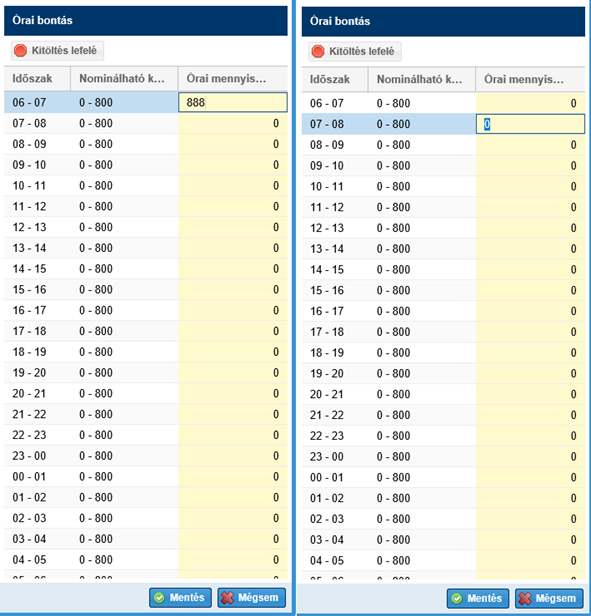 Órai bontás
Kitöltés lefelé
Időszak Nominálható k... Órai mennyis...
06 - 07 0 - 800 888
07 - 08 0 - 800 0
08 - 09 0 - 800 0
09 - 10 0 - 800 0
10 - 11 0 - 800 0
11 - 12 0 - 800 0
12 - 13 0 - 800 0
13 - 14 0 - 800 0
14 - 15 0 - 800 0
15 - 16 0 - 800 0
16 - 17 0 - 800 0
17 - 18 0 - 800 0
18 - 19 0 - 800 0
19 - 20 0 - 800 0
20 - 21 0 - 800 0
21 - 22 0 - 800 0
22 - 23 0 - 800 0
23 - 00 0 - 800 0
00 - 01 0 - 800 0
01 - 02 0 - 800 0
02 - 03 0 - 800 0
03 - 04 0 - 800 0
04 - 05 0 - 800 0
Mentés Mégsem
Órai bontás
Kitöltés lefelé
Időszak Nominálható k... Órai mennyis...
06 - 07 0 - 800 0
07 - 08 0 - 800 0
08 - 09 0 - 800 0
09 - 10 0 - 800 0
10 - 11 0 - 800 0
11 - 12 0 - 800 0
12 - 13 0 - 800 0
13 - 14 0 - 800 0
14 - 15 0 - 800 0
15 - 16 0 - 800 0
16 - 17 0 - 800 0
17 - 18 0 - 800 0
18 - 19 0 - 800 0
19 - 20 0 - 800 0
20 - 21 0 - 800 0
21 - 22 0 - 800 0
22 - 23 0 - 800 0
23 - 00 0 - 800 0
00 - 01 0 - 800 0
01 - 02 0 - 800 0
02 - 03 0 - 800 0
03 - 04 0 - 800 0
04 - 05 0 - 800 0
Mentés Mégsem